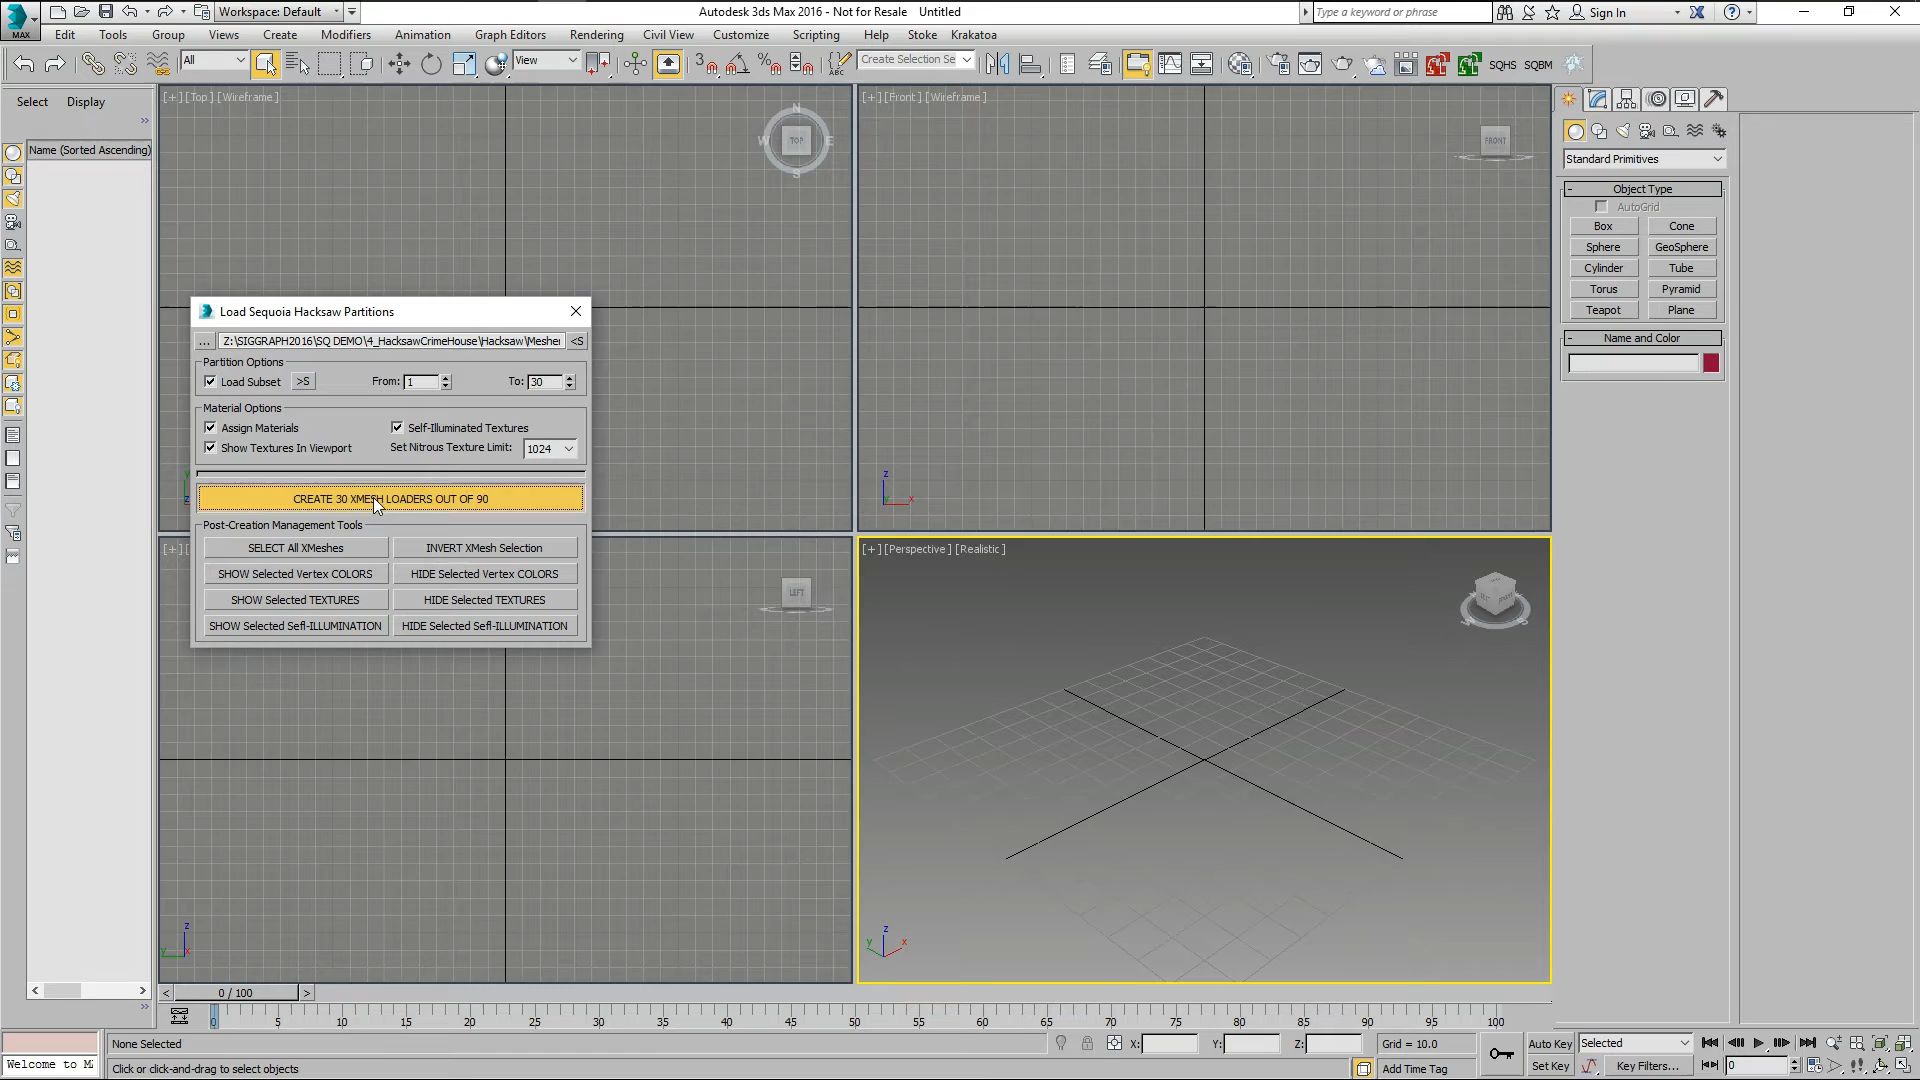 Workspace: Default
Autodesk 3ds Max 2016 - Not for Resale Untitled
Type a keyword or phrase
Sign In
MAX
Edit Tools Group Views Create Modifiers Animation Graph Editors Rendering Civil View Customize Scripting Help Stoke Krakatoa
All
View
3
ABC
Create Selection Se
SQHS SQBM
Select Display
Name (Sorted Ascending)
[+] [Top] [Wireframe]
N
W TOP E
S
[+] [Front] [Wireframe]
FRONT
Standard Primitives
Object Type
AutoGrid
Box Cone
Sphere GeoSphere
Cylinder Tube
Torus Pyramid
Teapot Plane
Name and Color
Load Sequoia Hacksaw Partitions
... Z:\SIGGRAPH2016\SQ DEMO\4_HacksawCrimeHouse\Hacksaw\Mesher <S
Partition Options
Load Subset >S From: 1 To: 30
Material Options
Assign Materials Self-Illuminated Textures
Show Textures In Viewport Set Nitrous Texture Limit: 1024
CREATE 30 XMESH LOADERS OUT OF 90
Post-Creation Management Tools
SELECT All XMeshes INVERT XMesh Selection
SHOW Selected Vertex COLORS HIDE Selected Vertex COLORS
SHOW Selected TEXTURES HIDE Selected TEXTURES
SHOW Selected Sefl-ILLUMINATION HIDE Selected Sefl-ILLUMINATION
z
x
[+] [
LEFT
[+] [Perspective] [Realistic]
z
y x
z
y x
< 0 / 100 >
0 5 10 15 20 25 30 35 40 45 50 55 60 65 70 75 80 85 90 95 100
None Selected
X: Y: Z: Grid = 10.0
Auto Key Selected
Welcome to M
Click or click-and-drag to select objects
Add Time Tag
Set Key Key Filters... 0